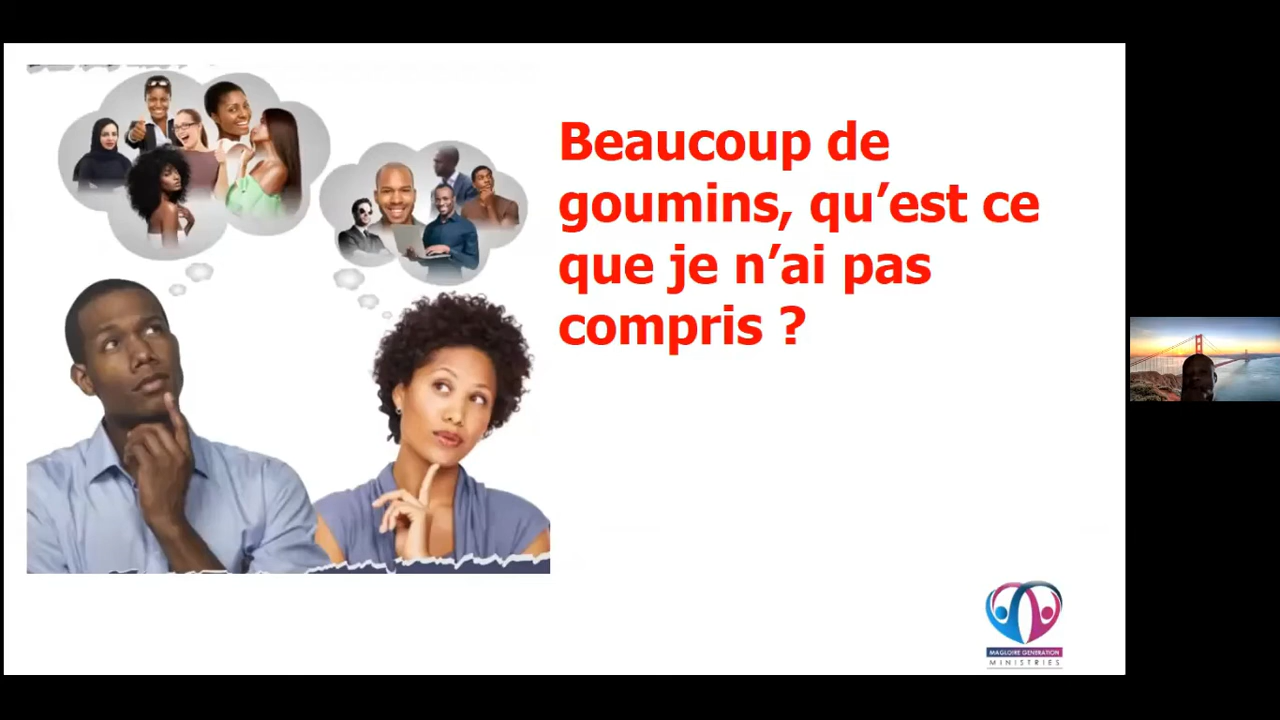 Beaucoup de
goumins, qu’est ce
que je n’ai pas
compris ?
MAGLOIRE GENERATION
MINISTRIES